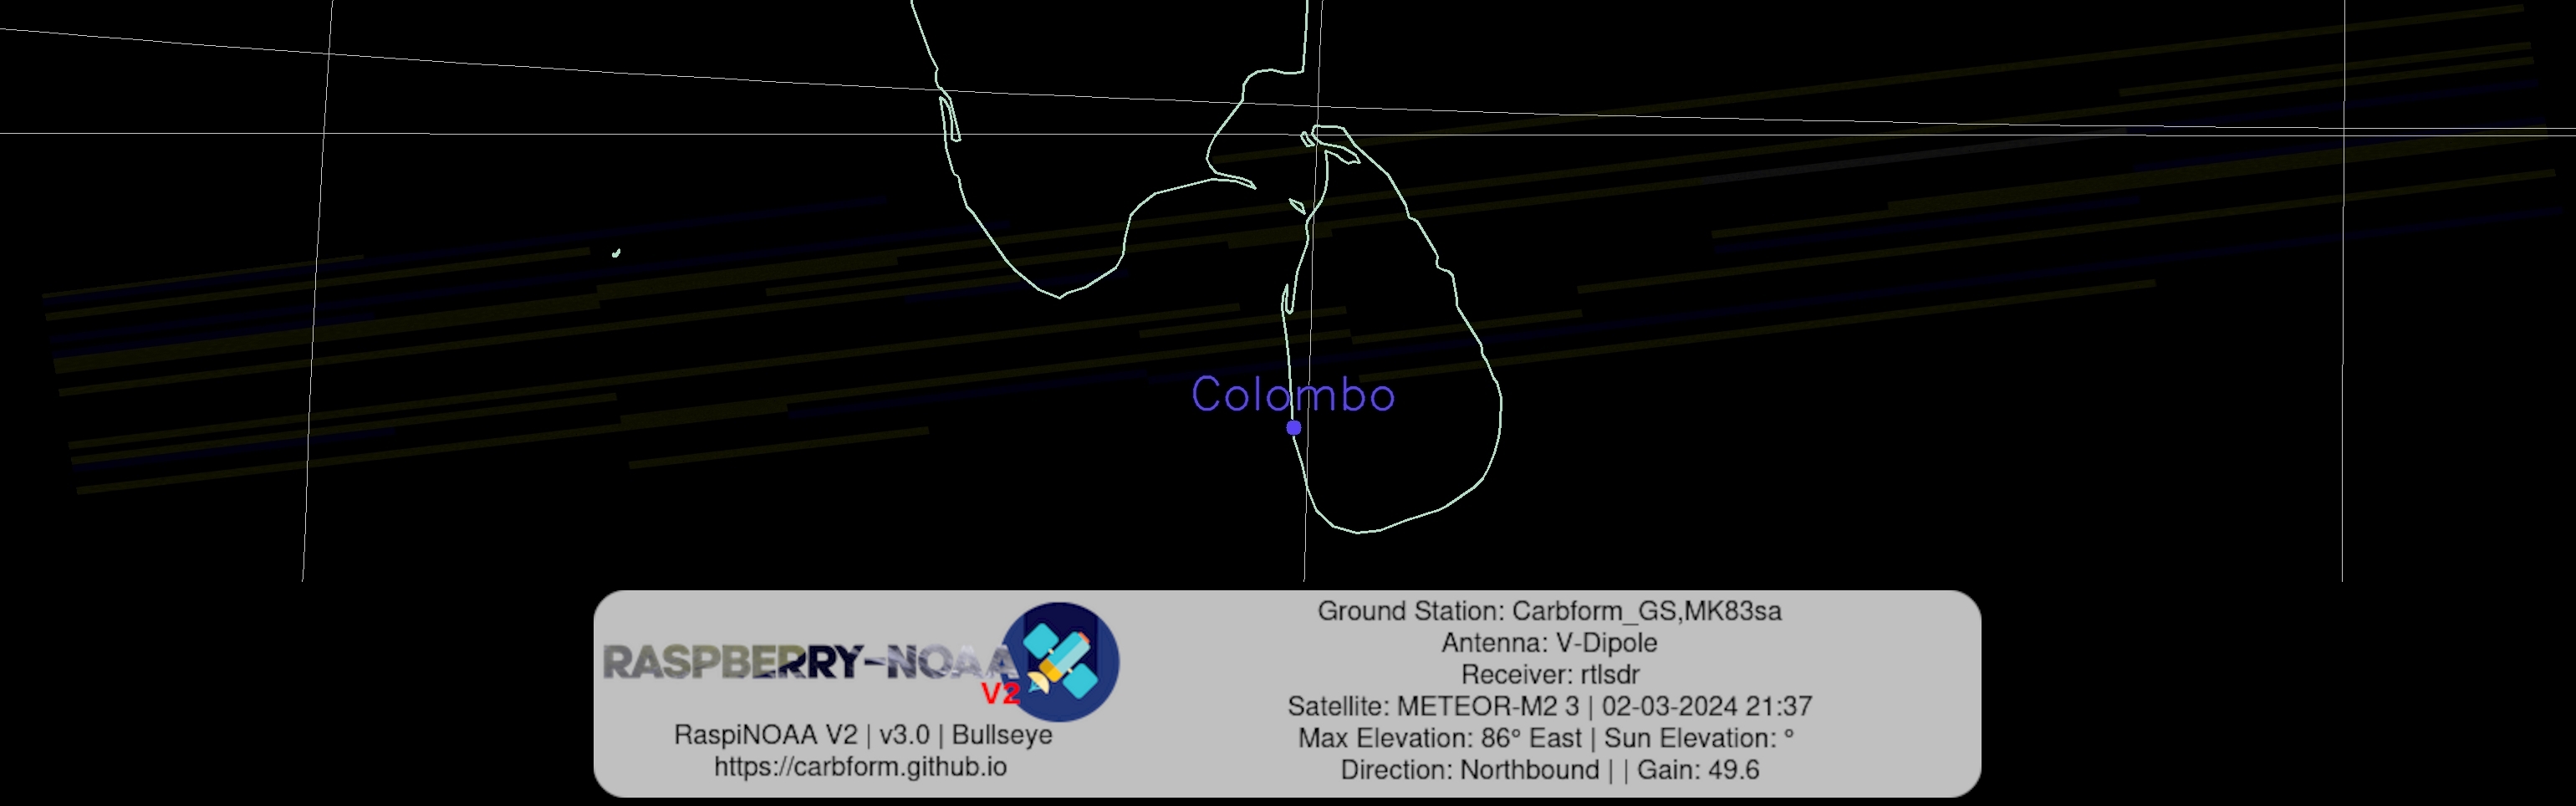 Colombo
RASPBERRY-NOAA
V2
RaspiNOAA V2 | v3.0 | Bullseye
https://carbform.github.io
Ground Station: Carbform_GS,MK83sa
Antenna: V-Dipole
Receiver: rtlsdr
Satellite: METEOR-M2 3 | 02-03-2024 21:37
Max Elevation: 86° East | Sun Elevation: °
Direction: Northbound | | Gain: 49.6